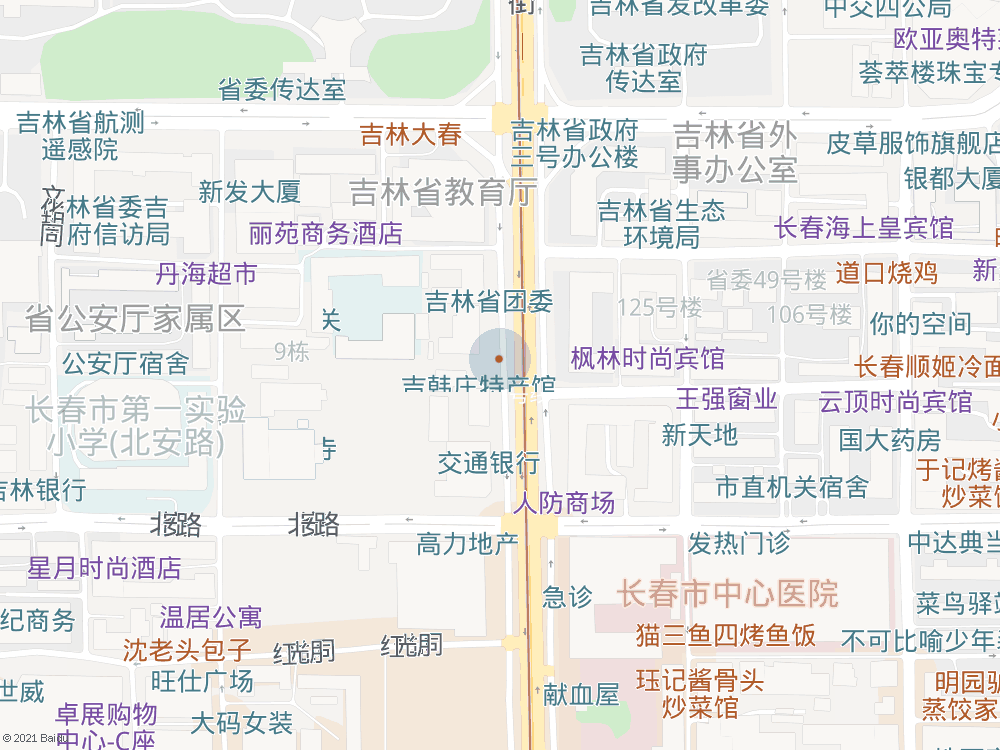 街
吉林省发改革委
中交四公局
欧亚奥特
吉林省政府
传达室
荟萃楼珠宝专
省委传达室
吉林省航测
遥感院
吉林大春
吉林省政府
三号办公楼
吉林省外
事办公室
皮草服饰旗舰店
银都大厦
新发大厦
吉林省教育厅
林省委吉
府信访局
吉林省生态
环境局
丽苑商务酒店
长春海上皇宾馆
丹海超市
道口烧鸡
新
省委49号楼
吉林省团委
125号楼
106号楼
省公安厅家属区
关
你的空间
9栋
公安厅宿舍
枫林时尚宾馆
长春顺姬冷面
吉韩庄特产馆
王强窗业
云顶时尚宾馆
长春市第一实验
小学(北安路)
新天地
国大药房
交通银行
于记烤酱
炒菜馆
吉林银行
市直机关宿舍
人防商场
高力地产
发热门诊
中达典当
星月时尚酒店
急诊
长春市中心医院
菜鸟驿站
纪商务
温居公寓
猫三鱼四烤鱼饭
不可比喻少年
沈老头包子
旺仕广场
世威
献血屋
珏记酱骨头
炒菜馆
明园驴
蒸饺家
卓展购物
中心-C座
大码女装
© 2021 Baidu